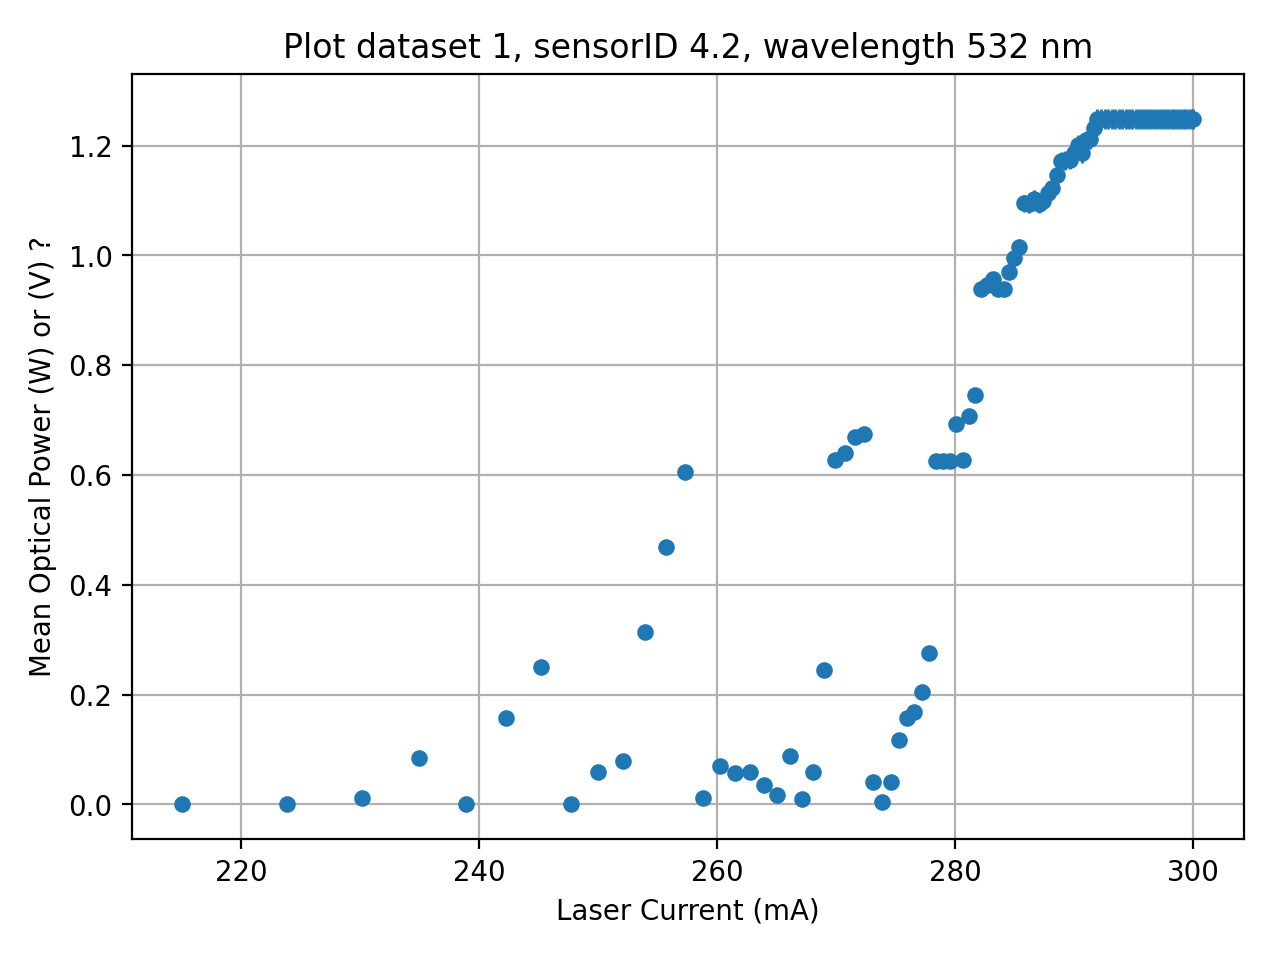 Plot dataset 1, sensorID 4.2, wavelength 532 nm
Mean Optical Power (W) or (V) ?
1.2
1.0
0.8
0.6
0.4
0.2
0.0
220 240 260 280 300
Laser Current (mA)